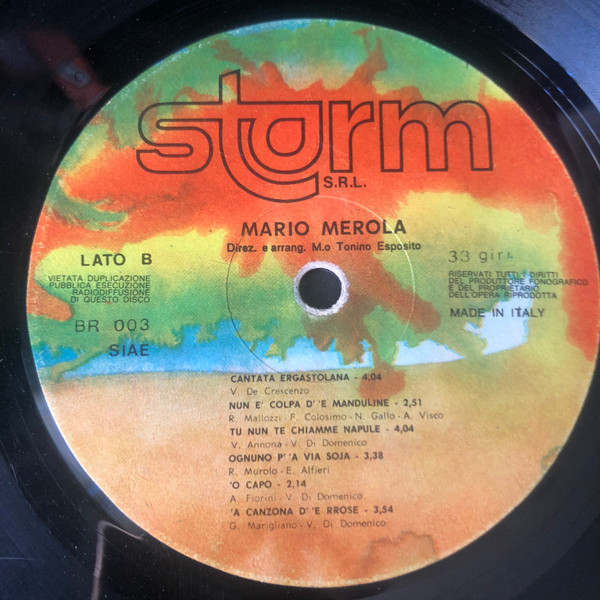 storm
S.R.L.
MARIO MEROLA
Direz. e arrang. M.o Tonino Esposito
LATO B
VIETATA DUPLICAZIONE
PUBBLICA ESECUZIONE
RADIODIFFUSIONE
DI QUESTO DISCO
BR 003
SIAE
33 giri
RISERVATI TUTTI I DIRITTI
DEL PRODUTTORE FONOGRAFICO
E DEL PROPRIETARIO
DELL'OPERA RIPRODOTTA
MADE IN ITALY
CANTATA ERGASTOLANA - 4,04
V. De Crescenzo
NUN E' COLPA D' 'E MANDULINE - 2,51
R. Mallozzi - F. Colosimo - N. Gallo - A. Visco
TU NUN TE CHIAMME NAPULE - 4,04
V. Annona - V. Di Domenico
OGNUNO P' 'A VIA SOJA - 3,38
R. Murolo - E. Alfieri
'O CAPO - 2,14
A. Fiorini - V. Di Domenico
'A CANZONA D' 'E RROSE - 3,54
G. Marigliano - V. Di Domenico